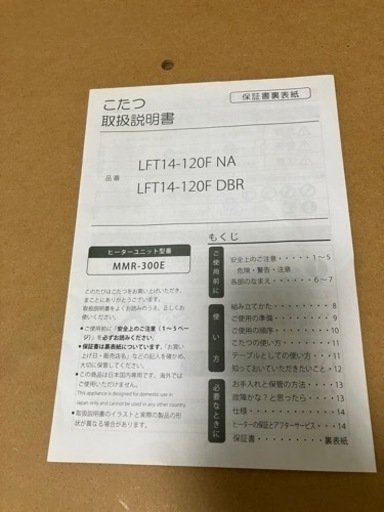 こたつ
取扱説明書
保証書裏表紙
品番
LFT14-120F NA
LFT14-120F DBR
ヒーターユニット型番
MMR-300E
このたびはこたつをお買い上げいただき、
まことにありがとうございます。
取扱説明書をよくお読みのうえ、正しくお
使いください。
●ご使用前に「安全上のご注意(1〜5ペー
ジ)」を必ずお読みください。
●保証書は裏表紙についています。お買い
上げ日・販売店名」などの記入を確かめ、
大切に保管してください。
●この商品は日本国内専用です、海外では
ご使用いただけません。
This appliance is designed for domestic use in
Japan only and cannot be used in any other country.
●取扱説明書のイラストと実際の製品の形
状が異なる場合があります。
もくじ
ご使用前に
安全上のご注意・・・・・・1〜5
危険・警告・注意
各部のなまえ・・・・・・・6〜7
使い方
組み立てかた・・・・・・・・・8
ご使用の準備・・・・・・・・・9
ご使用の順序・・・・・・・・・10
こたつの使い方・・・・・・・・11
テーブルとしての使い方・・・・11
知っておいていただきたいこと・・12
必要なときに
お手入れと保管の方法・・・・・13
故障かな?と思ったら・・・・・13
仕様・・・・・・・・・・・・・14
ヒーターの保証とアフターサービス・・14
保証書・・・・・・・・・・裏表紙